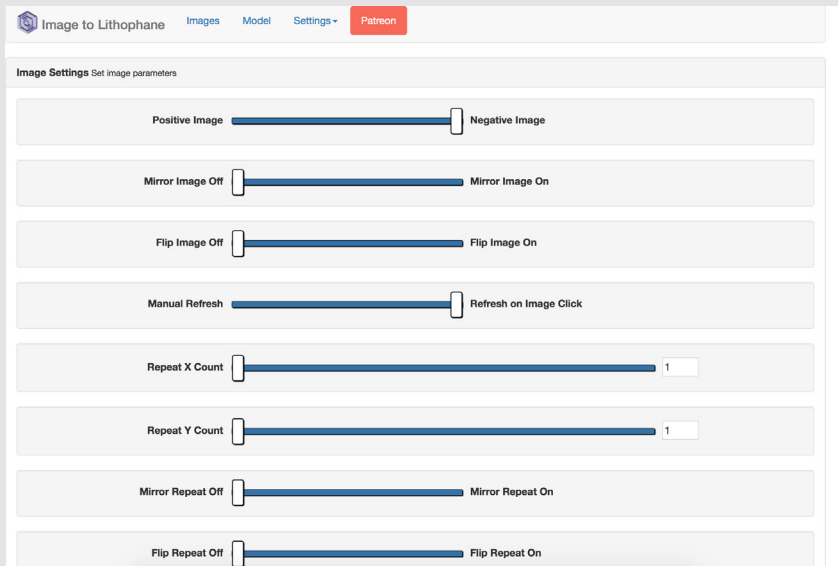 Image to Lithophane Images Model Settings Patreon
Image Settings Set image parameters
Positive Image Negative Image
Mirror Image Off Mirror Image On
Flip Image Off Flip Image On
Manual Refresh Refresh on Image Click
Repeat X Count 1
Repeat Y Count 1
Mirror Repeat Off Mirror Repeat On
Flip Repeat Off Flip Repeat On